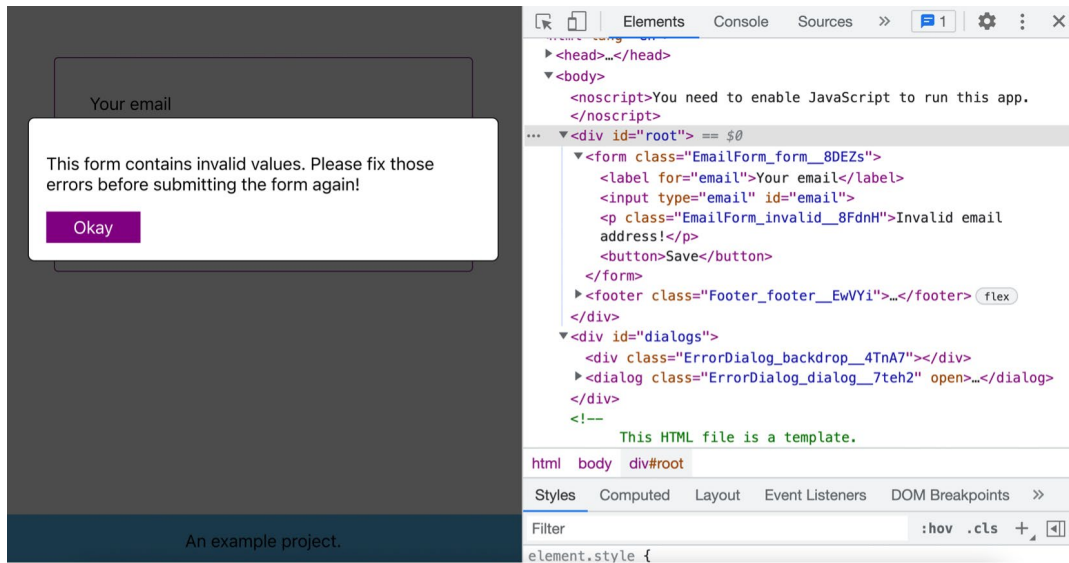 Your email
This form contains invalid values. Please fix those
errors before submitting the form again!
Okay
An example project.
Elements Console Sources » 1
<head>…</head>
<body>
<noscript>You need to enable JavaScript to run this app.
</noscript>
… <div id="root"> == $0
<form class="EmailForm_form__8DEZs">
<label for="email">Your email</label>
<input type="email" id="email">
<p class="EmailForm_invalid__8FdnH">Invalid email
address!</p>
<button>Save</button>
</form>
<footer class="Footer_footer__EwVYi">…</footer> flex
</div>
<div id="dialogs">
<div class="ErrorDialog_backdrop__4TnA7"></div>
<dialog class="ErrorDialog_dialog__7teh2" open>…</dialog>
</div>
<!--
This HTML file is a template.
html body div#root
Styles Computed Layout Event Listeners DOM Breakpoints »
Filter :hov .cls +
element.style {